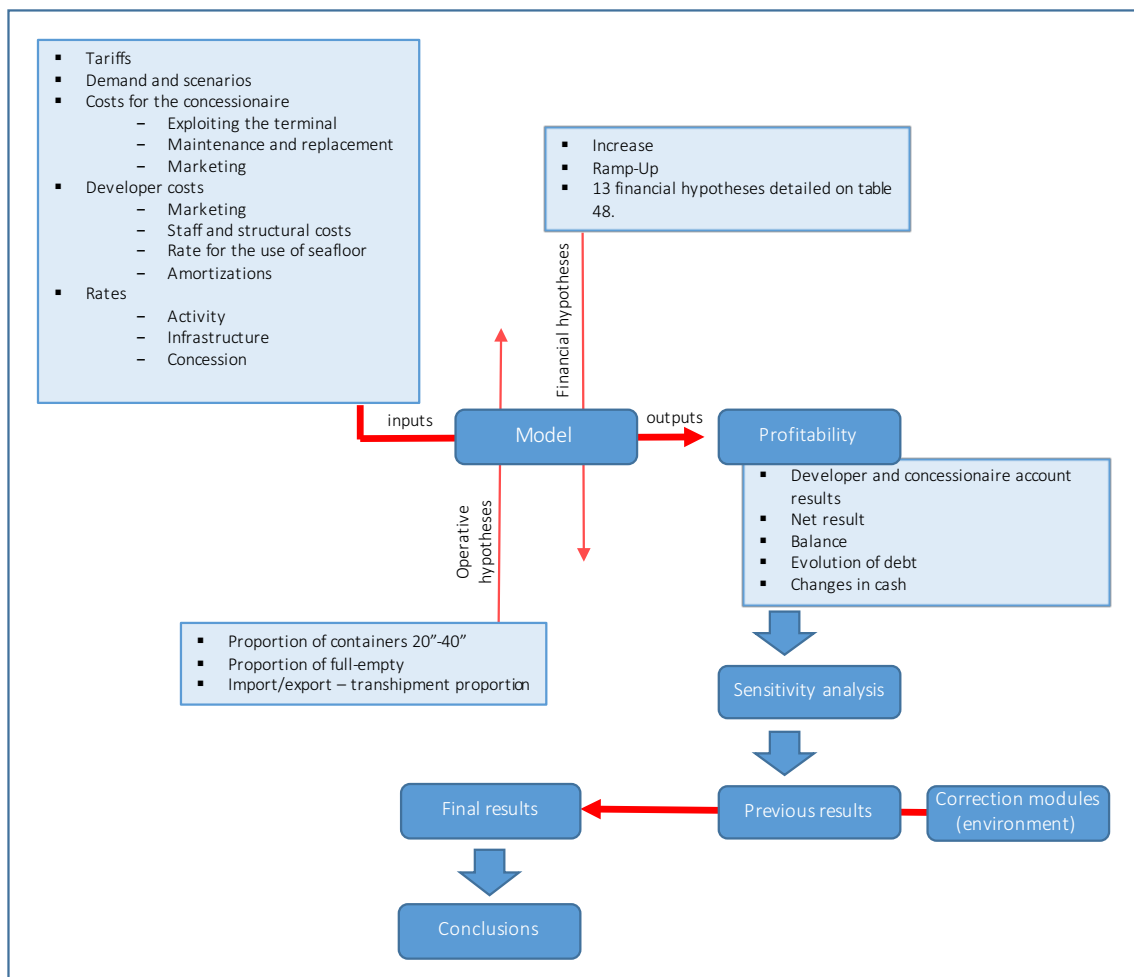 ▪ Tariffs
▪ Demand and scenarios
▪ Costs for the concessionaire
– Exploiting the terminal
– Maintenance and replacement
– Marketing
▪ Developer costs
– Marketing
– Staff and structural costs
– Rate for the use of seafloor
– Amortizations
▪ Rates
– Activity
– Infrastructure
– Concession
▪ Increase
▪ Ramp-Up
▪ 13 financial hypotheses detailed on table
48.
Financial hypotheses
inputs
Model
outputs
Profitability
▪ Developer and concessionaire account
results
▪ Net result
▪ Balance
▪ Evolution of debt
▪ Changes in cash
Operative
hypotheses
▪ Proportion of containers 20”-40”
▪ Proportion of full-empty
▪ Import/export – transhipment proportion
Sensitivity analysis
Final results
Previous results
Correction modules
(environment)
Conclusions